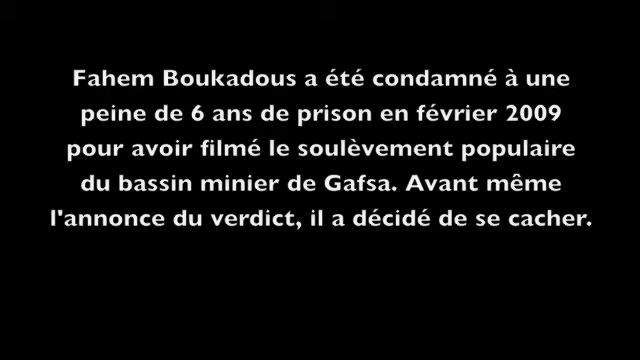 Fahem Boukadous a été condamné à une
peine de 6 ans de prison en février 2009
pour avoir filmé le soulèvement populaire
du bassin minier de Gafsa. Avant même
l'annonce du verdict, il a décidé de se cacher.